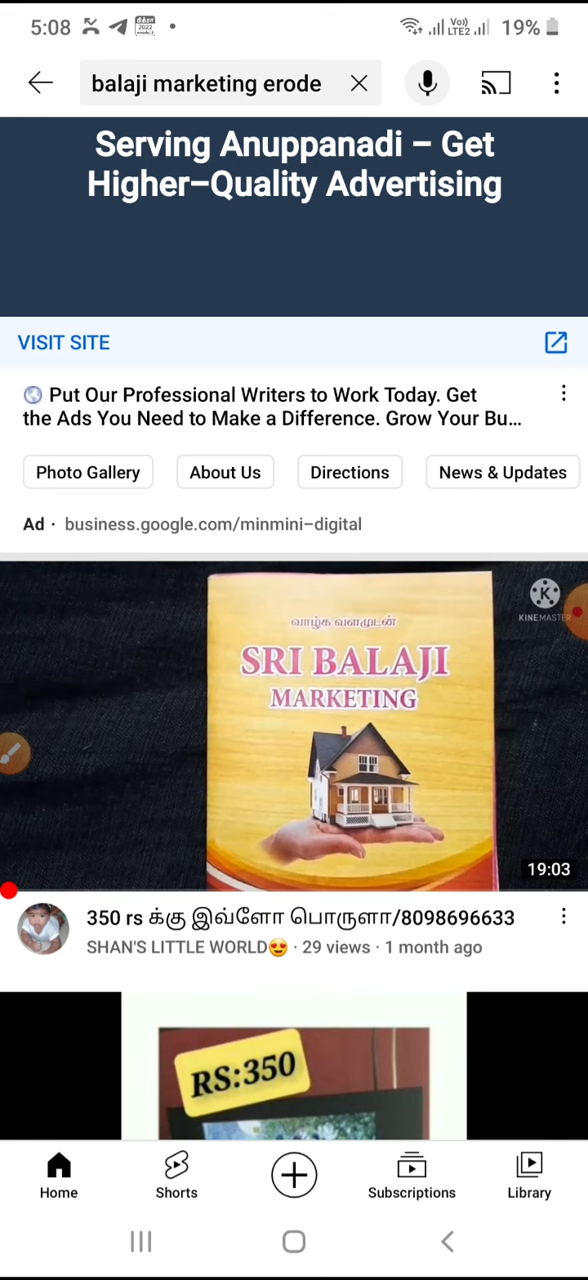 5:08
Vo)) LTE2 19%
balaji marketing erode
Serving Anuppanadi – Get
Higher–Quality Advertising
VISIT SITE
Put Our Professional Writers to Work Today. Get
the Ads You Need to Make a Difference. Grow Your Bu...
Photo Gallery About Us Directions News & Updates
Ad · business.google.com/minmini–digital
வாழ்க வளமுடன்
SRI BALAJI
MARKETING
K
KINEMASTER
19:03
350 rs க்கு இவ்ளோ பொருளா/8098696633
SHAN'S LITTLE WORLD😍 · 29 views · 1 month ago
RS:350
Home Shorts Subscriptions Library